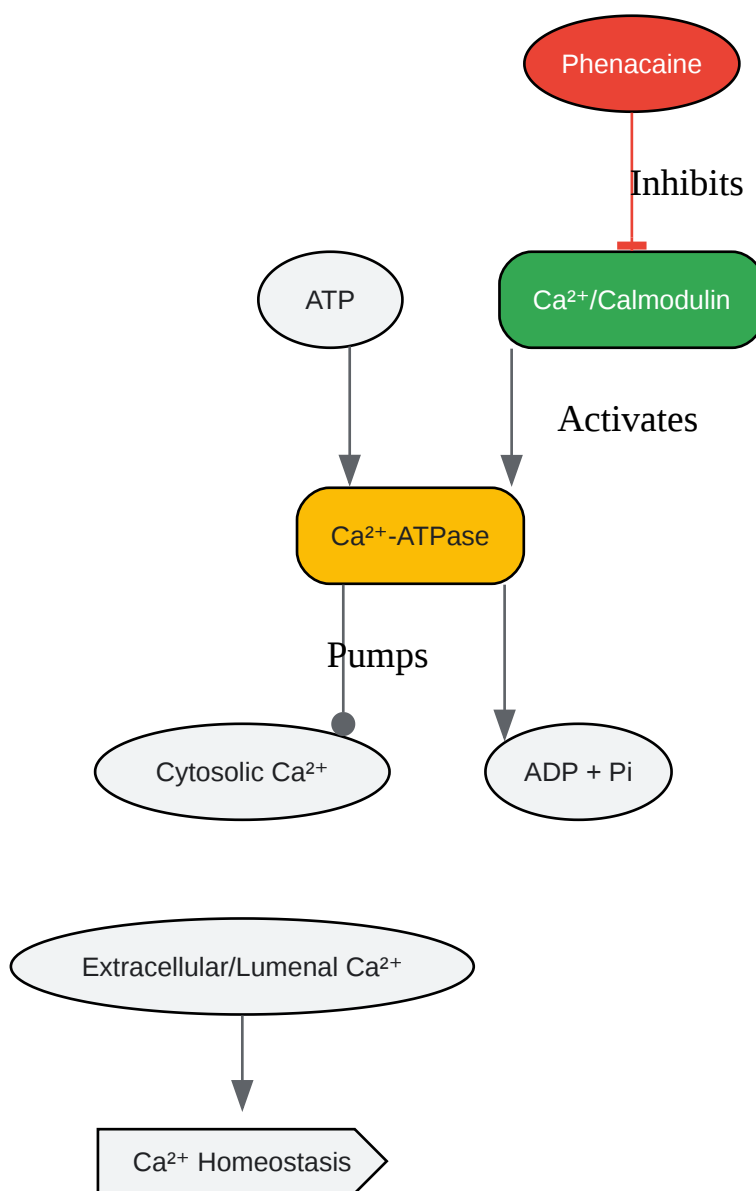 Phenacaine
Inhibits
ATP
Ca²⁺/Calmodulin
Activates
Ca²⁺-ATPase
Pumps
Cytosolic Ca²⁺
ADP + Pi
Extracellular/Lumenal Ca²⁺
Ca²⁺ Homeostasis